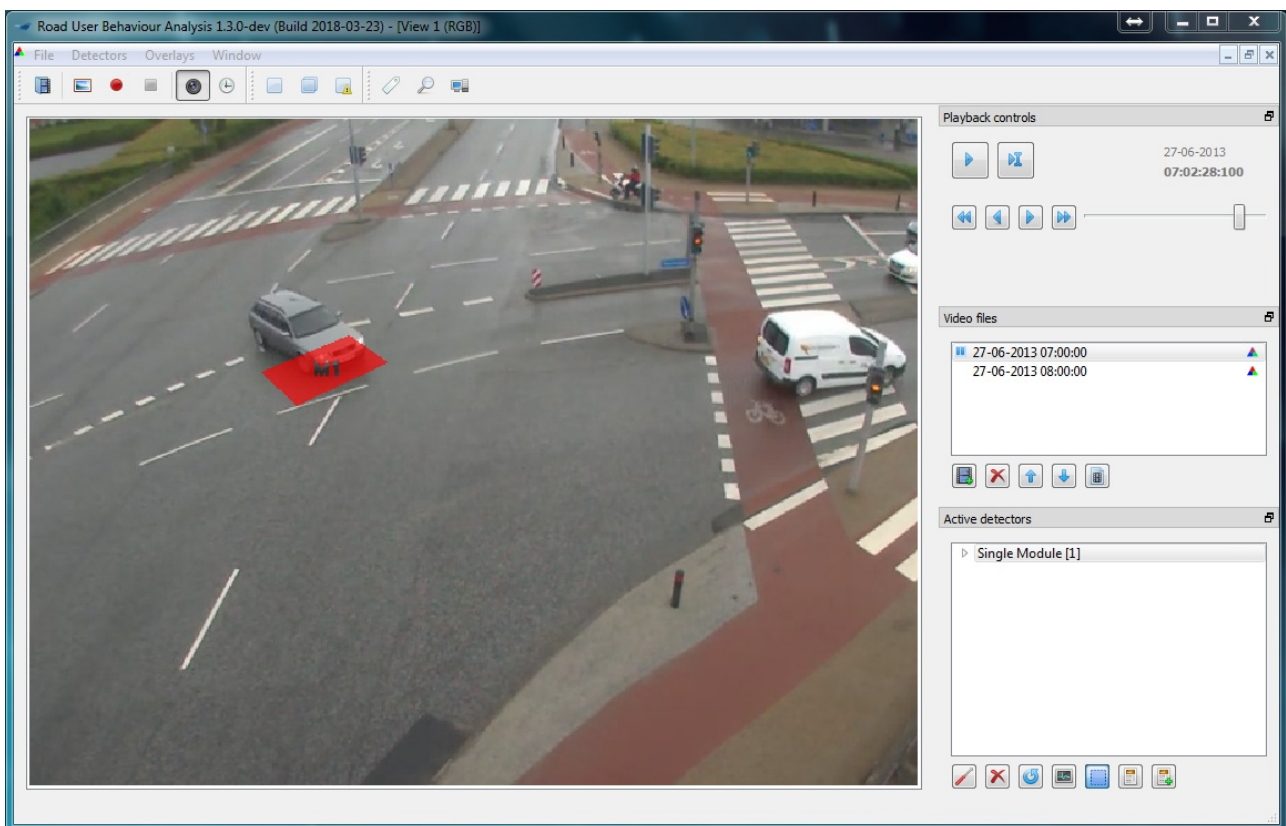 Road User Behaviour Analysis 1.3.0-dev (Build 2018-03-23) - [View 1 (RGB)]
File Detectors Overlays Window
Playback controls
27-06-2013
07:02:28:100
Video files
27-06-2013 07:00:00
27-06-2013 08:00:00
Active detectors
Single Module [1]
M1